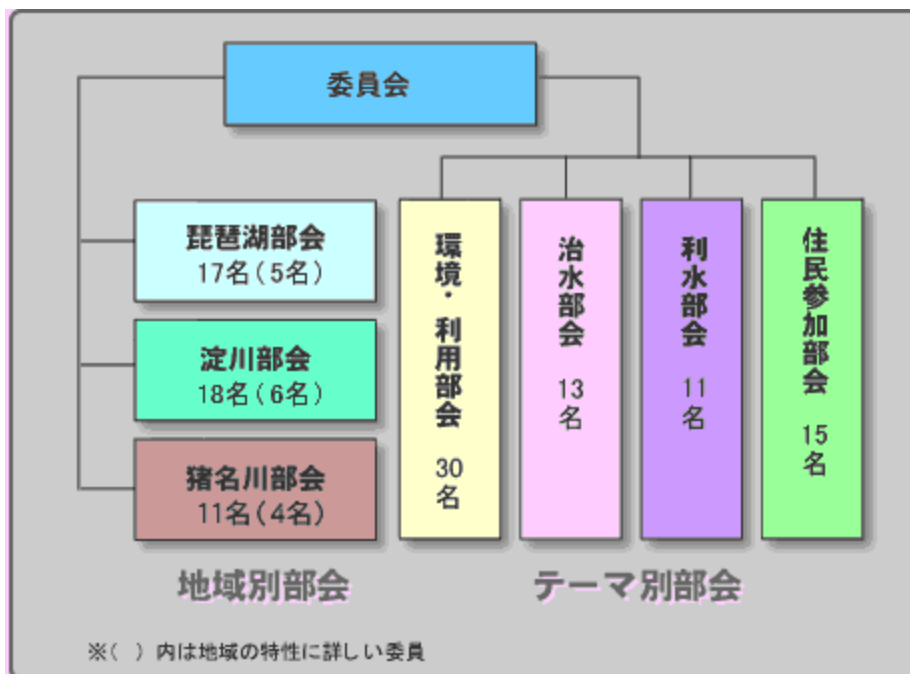 委員会
琵琶湖部会
17名(5名)
淀川部会
18名(6名)
猪名川部会
11名(4名)
環境・利用部会 30名
治水部会 13名
利水部会 11名
住民参加部会 15名
地域別部会
テーマ別部会
※( )内は地域の特性に詳しい委員